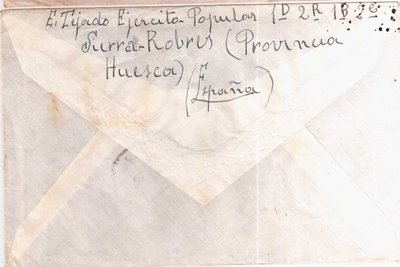 E. Tejado Ejercito Popular 1D 2R 1B 2C
Sierra-Robres (Provincia
Huesca)
(España)